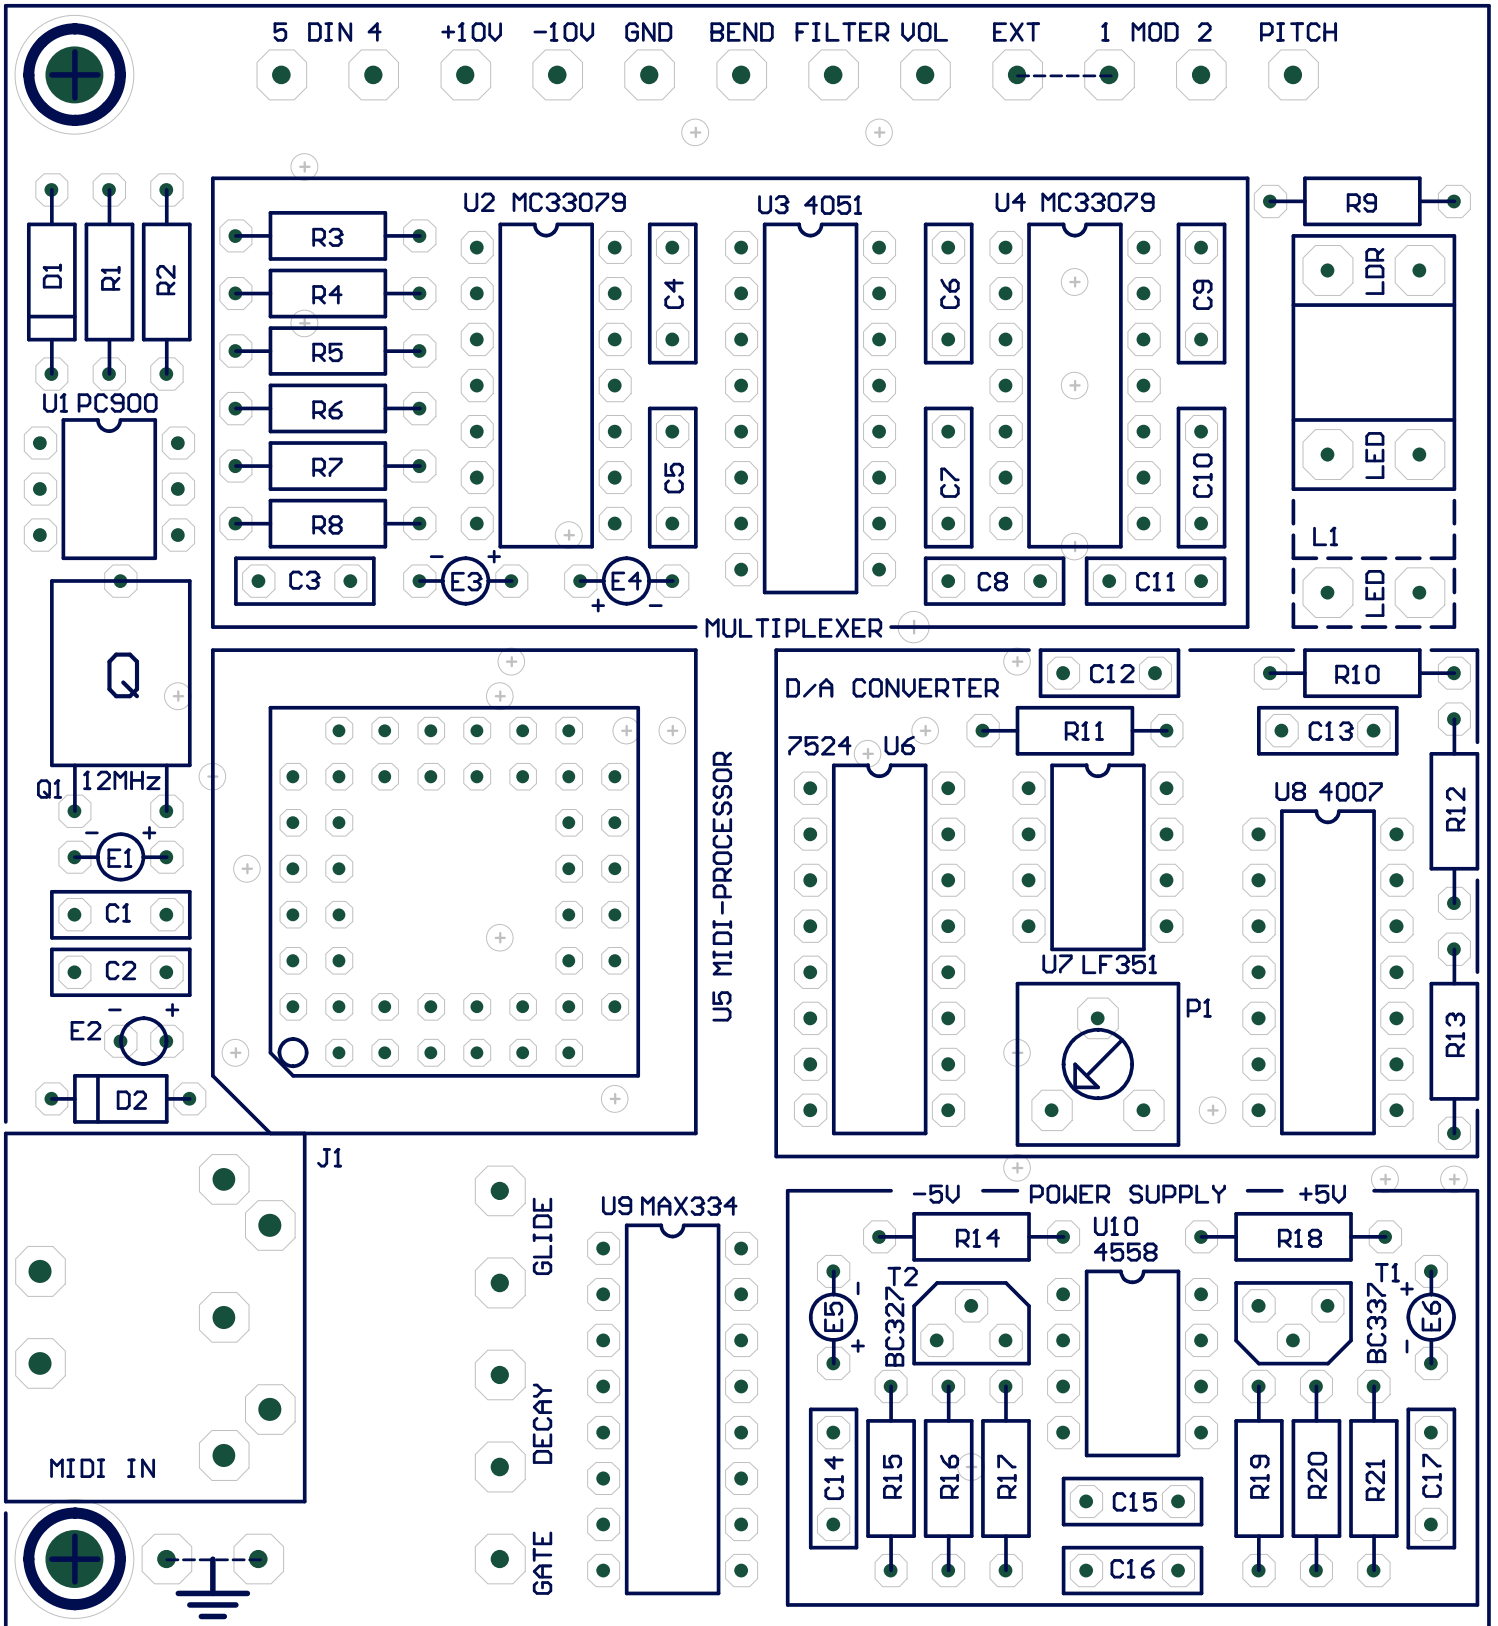 5 DIN 4 +10V -10V GND BEND FILTER VOL EXT 1 MOD 2 PITCH
D1
R1
R2
U1 PC900
R3
R4
R5
R6
R7
R8
C3
U2 MC33079
- +
E3
E4
+ -
C4
C5
U3 4051
C6
C7
U4 MC33079
C9
C10
C8
C11
MULTIPLEXER
R9
LDR
LED
L1
LED
Q
Q1 12MHz
- +
E1
C1
C2
- +
E2
D2
U5 MIDI-PROCESSOR
D/A CONVERTER
C12
R10
R11
C13
7524 U6
U7 LF351
P1
U8 4007
R12
R13
J1
MIDI IN
GLIDE
DECAY
GATE
U9 MAX334
-5V POWER SUPPLY +5V
R14
U10
4558
R18
T2
BC327
T1
BC337
-
E5
+
+
E6
-
C14
R15
R16
R17
C15
C16
R19
R20
R21
C17